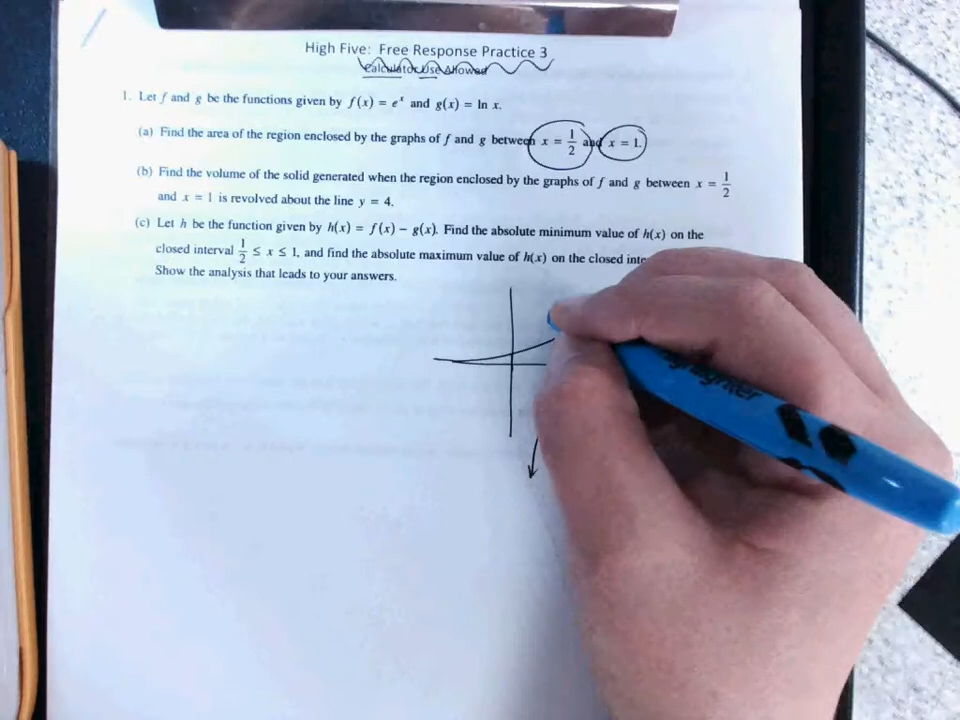 High Five: Free Response Practice 3
Calculator Use Allowed
1. Let f and g be the functions given by f(x) = eˣ and g(x) = ln x.
(a) Find the area of the region enclosed by the graphs of f and g between x = 1/2 and x = 1.
(b) Find the volume of the solid generated when the region enclosed by the graphs of f and g between x = 1/2
and x = 1 is revolved about the line y = 4.
(c) Let h be the function given by h(x) = f(x) − g(x). Find the absolute minimum value of h(x) on the
closed interval 1/2 ≤ x ≤ 1, and find the absolute maximum value of h(x) on the closed
Show the analysis that leads to your answers.